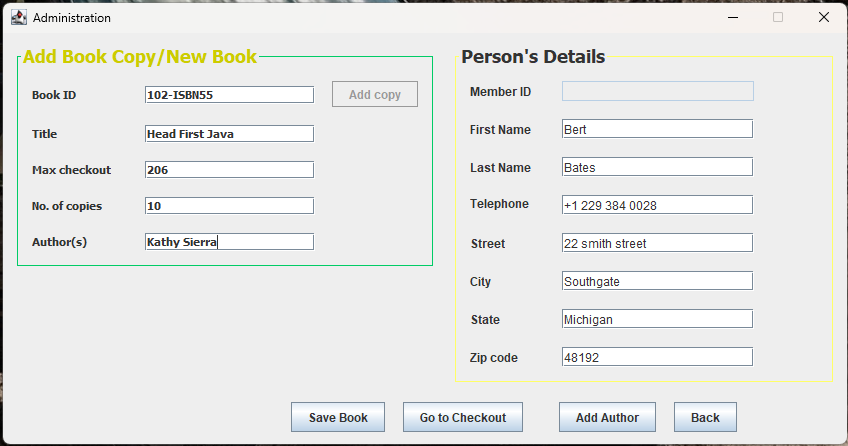 Administration
Add Book Copy/New Book
Book ID 102-ISBN55 Add copy
Title Head First Java
Max checkout 206
No. of copies 10
Author(s) Kathy Sierra
Person's Details
Member ID
First Name Bert
Last Name Bates
Telephone +1 229 384 0028
Street 22 smith street
City Southgate
State Michigan
Zip code 48192
Save Book Go to Checkout Add Author Back